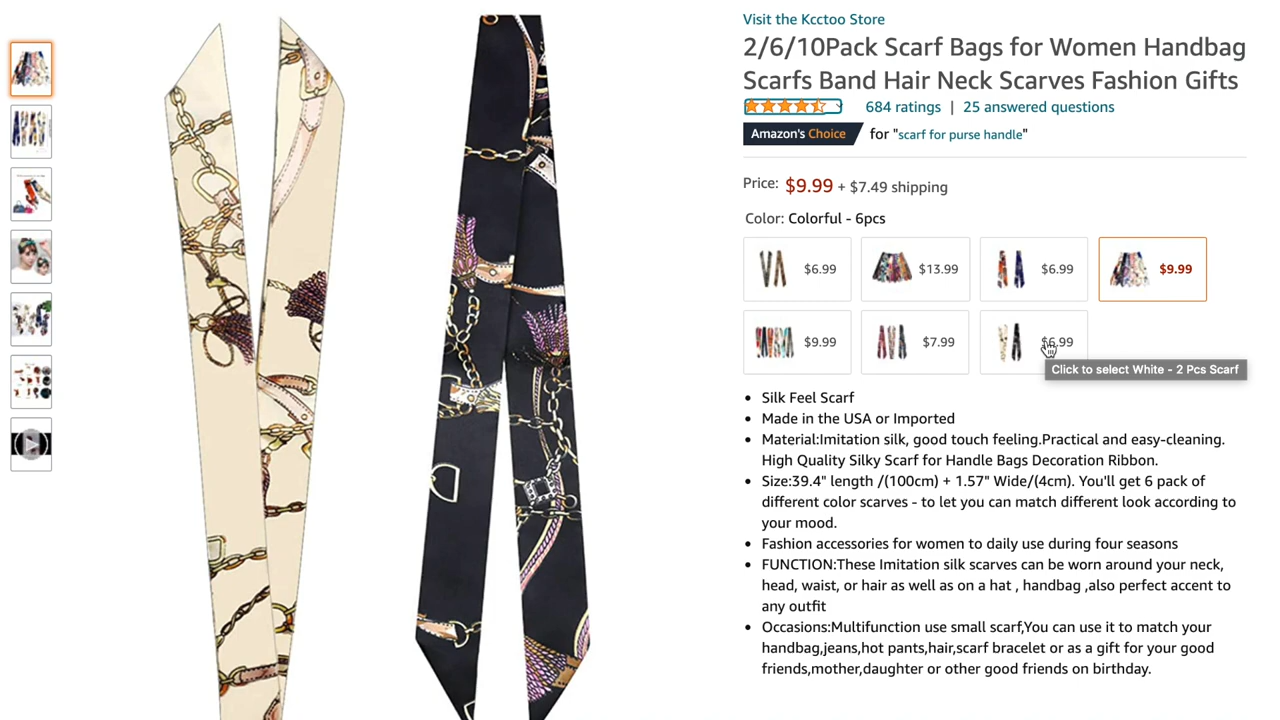 Visit the Kcctoo Store
2/6/10Pack Scarf Bags for Women Handbag
Scarfs Band Hair Neck Scarves Fashion Gifts
684 ratings | 25 answered questions
Amazon's Choice for "scarf for purse handle"
Price: $9.99 + $7.49 shipping
Color: Colorful - 6pcs
$6.99
$13.99
$6.99
$9.99
$9.99
$7.99
$6.99
Click to select White - 2 Pcs Scarf
• Silk Feel Scarf
• Made in the USA or Imported
• Material:Imitation silk, good touch feeling.Practical and easy-cleaning.
High Quality Silky Scarf for Handle Bags Decoration Ribbon.
• Size:39.4" length /(100cm) + 1.57" Wide/(4cm). You'll get 6 pack of
different color scarves - to let you can match different look according to
your mood.
• Fashion accessories for women to daily use during four seasons
• FUNCTION:These Imitation silk scarves can be worn around your neck,
head, waist, or hair as well as on a hat , handbag ,also perfect accent to
any outfit
• Occasions:Multifunction use small scarf,You can use it to match your
handbag,jeans,hot pants,hair,scarf bracelet or as a gift for your good
friends,mother,daughter or other good friends on birthday.